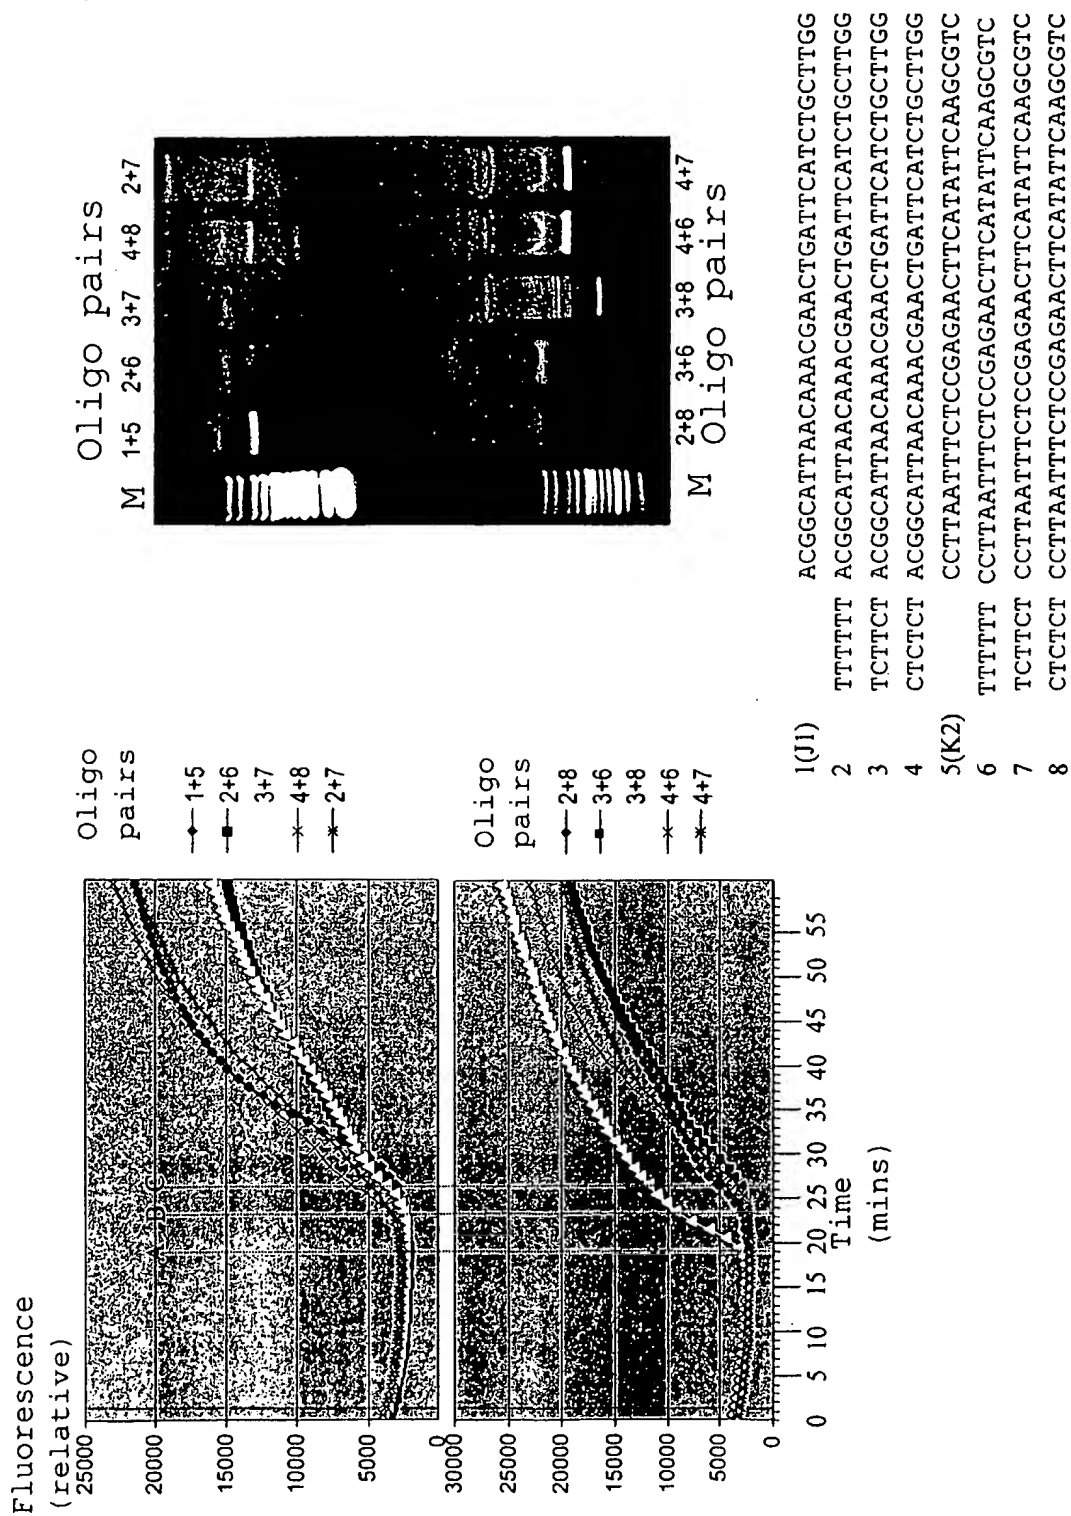 Fluorescence
(relative)
25000
20000
15000
10000
5000
0
A B C
Oligo
pairs
1+5
2+6
3+7
4+8
2+7
30000
25000
20000
15000
10000
5000
0
0 5 10 15 20 25 30 35 40 45 50 55
Time
(mins)
Oligo
pairs
2+8
3+6
3+8
4+6
4+7
Oligo pairs
M 1+5 2+6 3+7 4+8 2+7
M 2+8 3+6 3+8 4+6 4+7
Oligo pairs
1(J1) ACGGCATTAACAAACGAACTGATTCATCTGCTTGG
2 TTTTTT ACGGCATTAACAAACGAACTGATTCATCTGCTTGG
3 TCTTCT ACGGCATTAACAAACGAACTGATTCATCTGCTTGG
4 CTCTCT ACGGCATTAACAAACGAACTGATTCATCTGCTTGG
5(K2) CCTTAATTTCTCCGAGAACTTCATATTCAAGCGTC
6 TTTTTT CCTTAATTTCTCCGAGAACTTCATATTCAAGCGTC
7 TCTTCT CCTTAATTTCTCCGAGAACTTCATATTCAAGCGTC
8 CTCTCT CCTTAATTTCTCCGAGAACTTCATATTCAAGCGTC